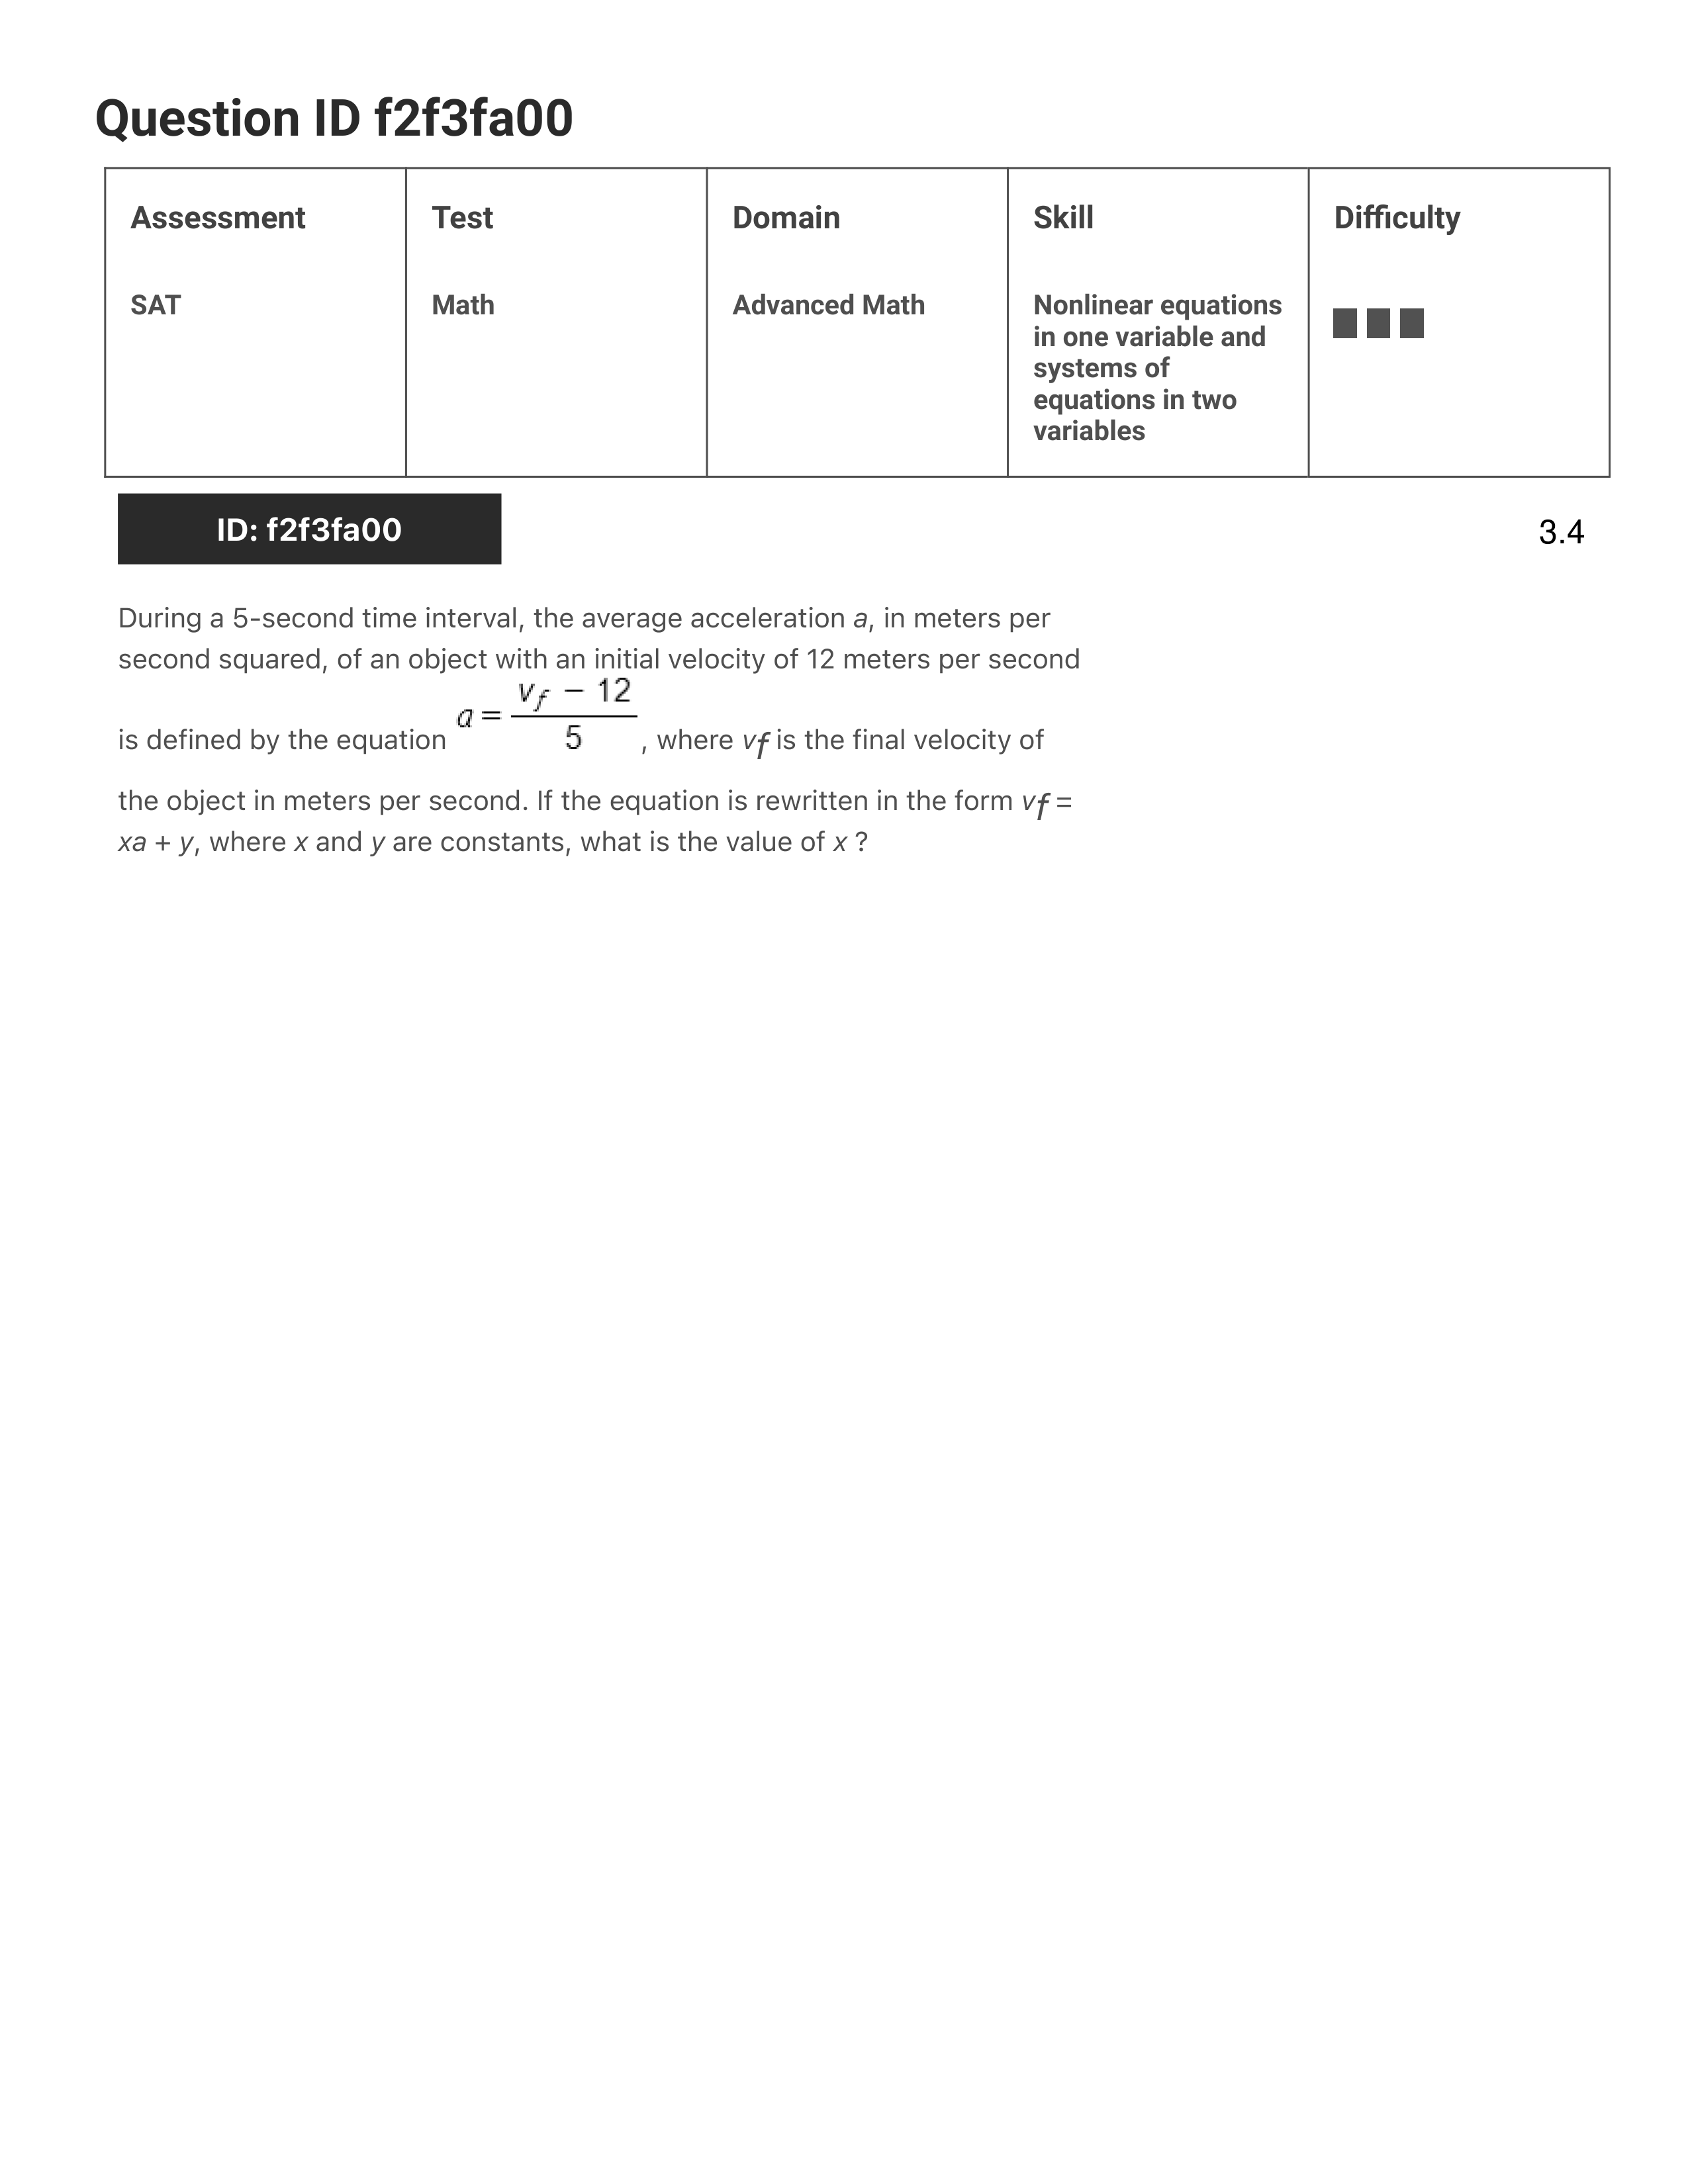 Question ID f2f3fa00
Assessment
Test
Domain
Skill
Difficulty
SAT
Math
Advanced Math
Nonlinear equations
in one variable and
systems of
equations in two
variables
ID: f2f3fa00
3.4
During a 5-second time interval, the average acceleration a, in meters per
second squared, of an object with an initial velocity of 12 meters per second
is defined by the equation a = (v_f − 12)/5, where v_f is the final velocity of
the object in meters per second. If the equation is rewritten in the form v_f =
xa + y, where x and y are constants, what is the value of x ?